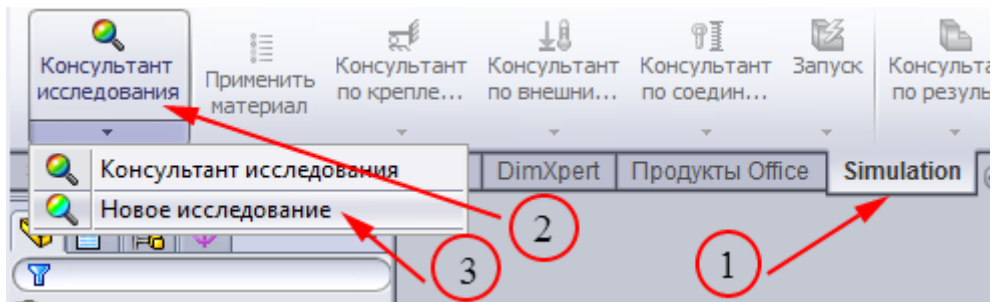 Консультант исследования
Применить материал
Консультант по крепле...
Консультант по внешни...
Консультант по соедин...
Запуск
Консульта
по резуль
Консультант исследования
DimXpert
Продукты Office
Simulation
Новое исследование
2
3
1